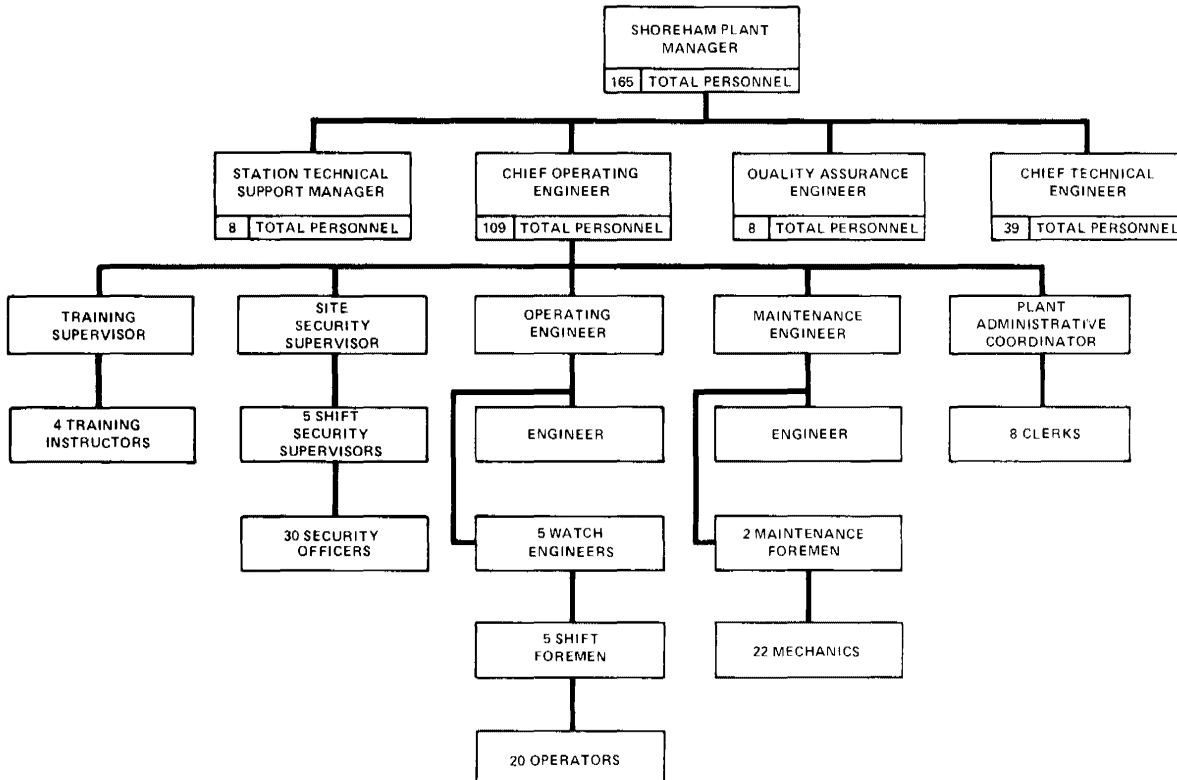 SHOREHAM PLANT
MANAGER
165 TOTAL PERSONNEL
STATION TECHNICAL
SUPPORT MANAGER
8 TOTAL PERSONNEL
CHIEF OPERATING
ENGINEER
109 TOTAL PERSONNEL
QUALITY ASSURANCE
ENGINEER
8 TOTAL PERSONNEL
CHIEF TECHNICAL
ENGINEER
39 TOTAL PERSONNEL
TRAINING
SUPERVISOR
SITE
SECURITY
SUPERVISOR
OPERATING
ENGINEER
MAINTENANCE
ENGINEER
PLANT
ADMINISTRATIVE
COORDINATOR
4 TRAINING
INSTRUCTORS
5 SHIFT
SECURITY
SUPERVISORS
ENGINEER
ENGINEER
8 CLERKS
30 SECURITY
OFFICERS
5 WATCH
ENGINEERS
2 MAINTENANCE
FOREMEN
5 SHIFT
FOREMEN
22 MECHANICS
20 OPERATORS